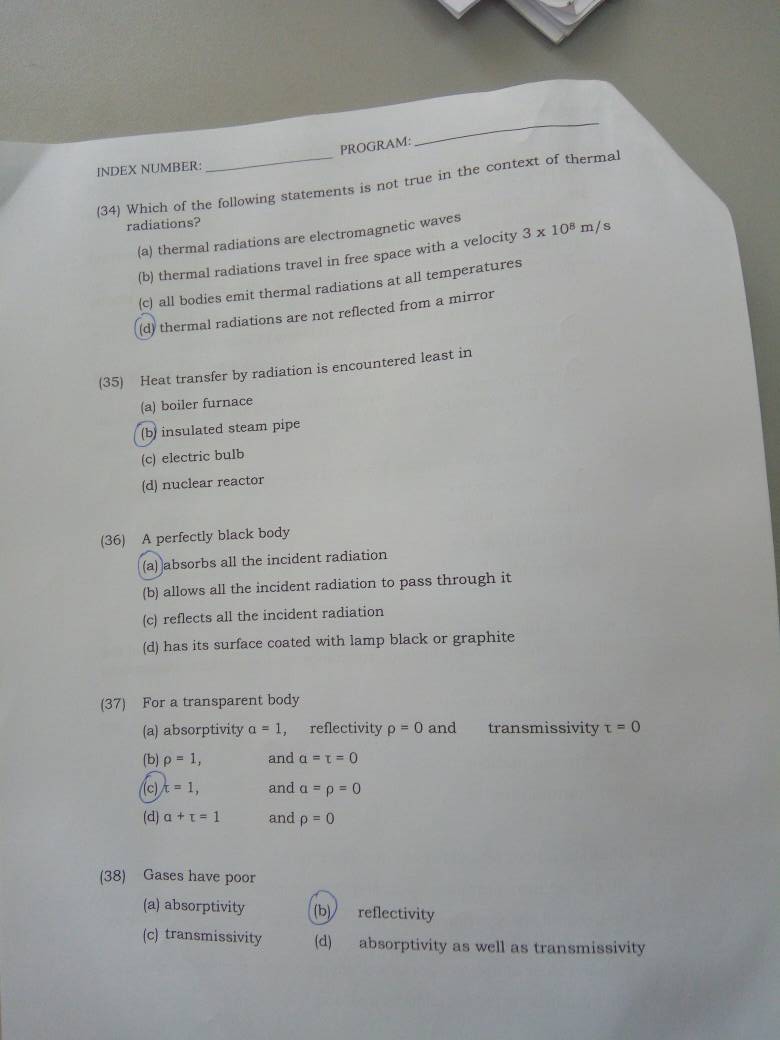 INDEX NUMBER: ____________ PROGRAM: ____________
(34) Which of the following statements is not true in the context of thermal
radiations?
(a) thermal radiations are electromagnetic waves
(b) thermal radiations travel in free space with a velocity 3 x 10⁸ m/s
(c) all bodies emit thermal radiations at all temperatures
(d) thermal radiations are not reflected from a mirror
(35) Heat transfer by radiation is encountered least in
(a) boiler furnace
(b) insulated steam pipe
(c) electric bulb
(d) nuclear reactor
(36) A perfectly black body
(a) absorbs all the incident radiation
(b) allows all the incident radiation to pass through it
(c) reflects all the incident radiation
(d) has its surface coated with lamp black or graphite
(37) For a transparent body
(a) absorptivity α = 1, reflectivity ρ = 0 and transmissivity τ = 0
(b) ρ = 1, and α = τ = 0
(c) τ = 1, and α = ρ = 0
(d) α + τ = 1 and ρ = 0
(38) Gases have poor
(a) absorptivity (b) reflectivity
(c) transmissivity (d) absorptivity as well as transmissivity